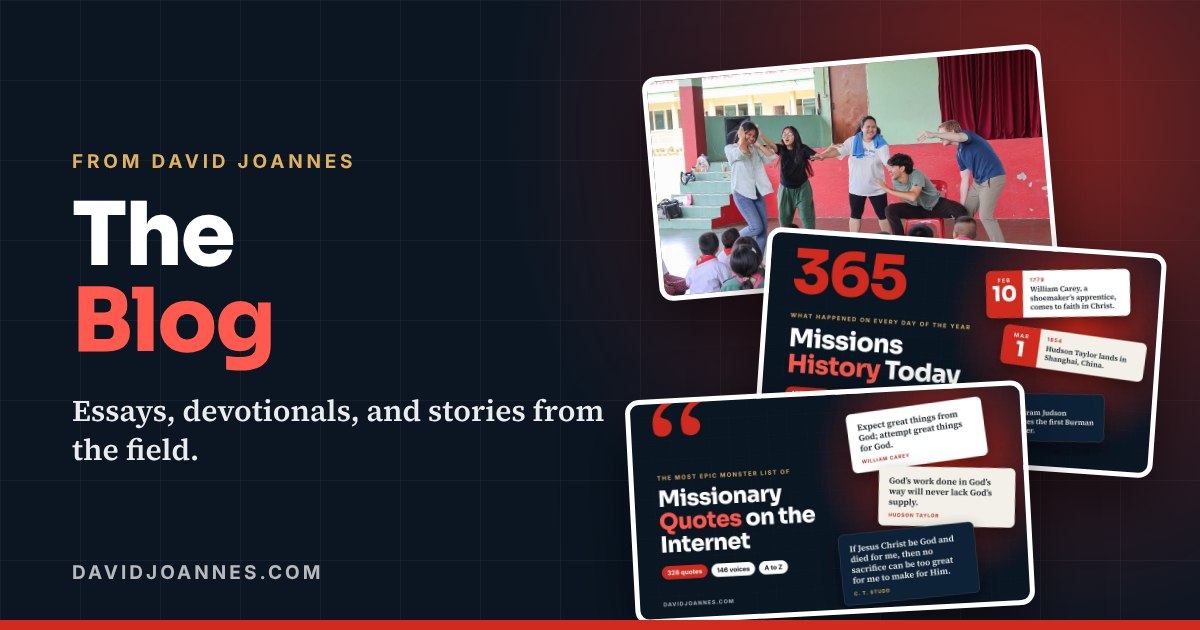 FROM DAVID JOANNES
The
Blog
Essays, devotionals, and stories from
the field.
DAVIDJOANNES.COM
365
WHAT HAPPENED ON EVERY DAY OF THE YEAR
Missions
History Today
FEB
10
1779
William Carey, a
shoemaker's apprentice,
comes to faith in Christ.
MAR
1
1854
Hudson Taylor lands in
Shanghai, China.
Judson
the first Burman
“
THE MOST EPIC MONSTER LIST OF
Missionary
Quotes on the
Internet
328 quotes
146 voices
A to Z
DAVIDJOANNES.COM
Expect great things from
God; attempt great things
for God.
WILLIAM CAREY
God's work done in God's
way will never lack God's
supply.
HUDSON TAYLOR
If Jesus Christ be God and
died for me, then no
sacrifice can be too great
for me to make for Him.
C. T. STUDD